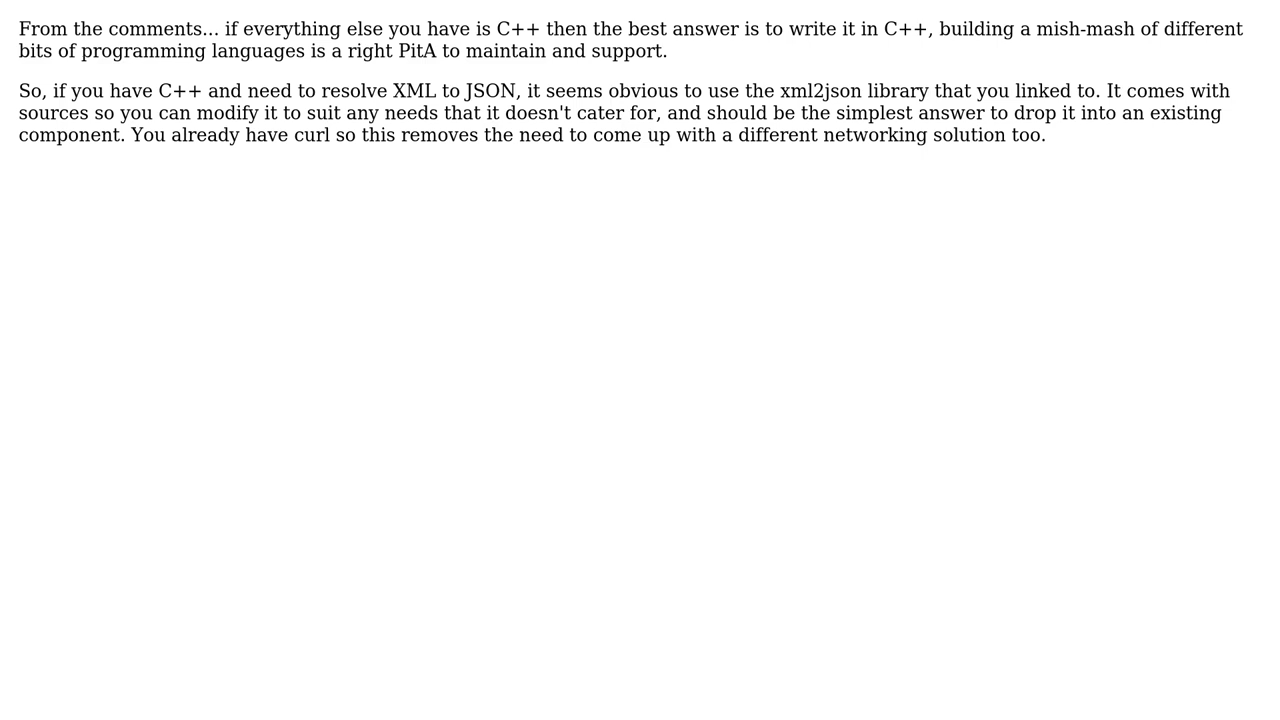 From the comments... if everything else you have is C++ then the best answer is to write it in C++, building a mish-mash of different
bits of programming languages is a right PitA to maintain and support.
So, if you have C++ and need to resolve XML to JSON, it seems obvious to use the xml2json library that you linked to. It comes with
sources so you can modify it to suit any needs that it doesn't cater for, and should be the simplest answer to drop it into an existing
component. You already have curl so this removes the need to come up with a different networking solution too.